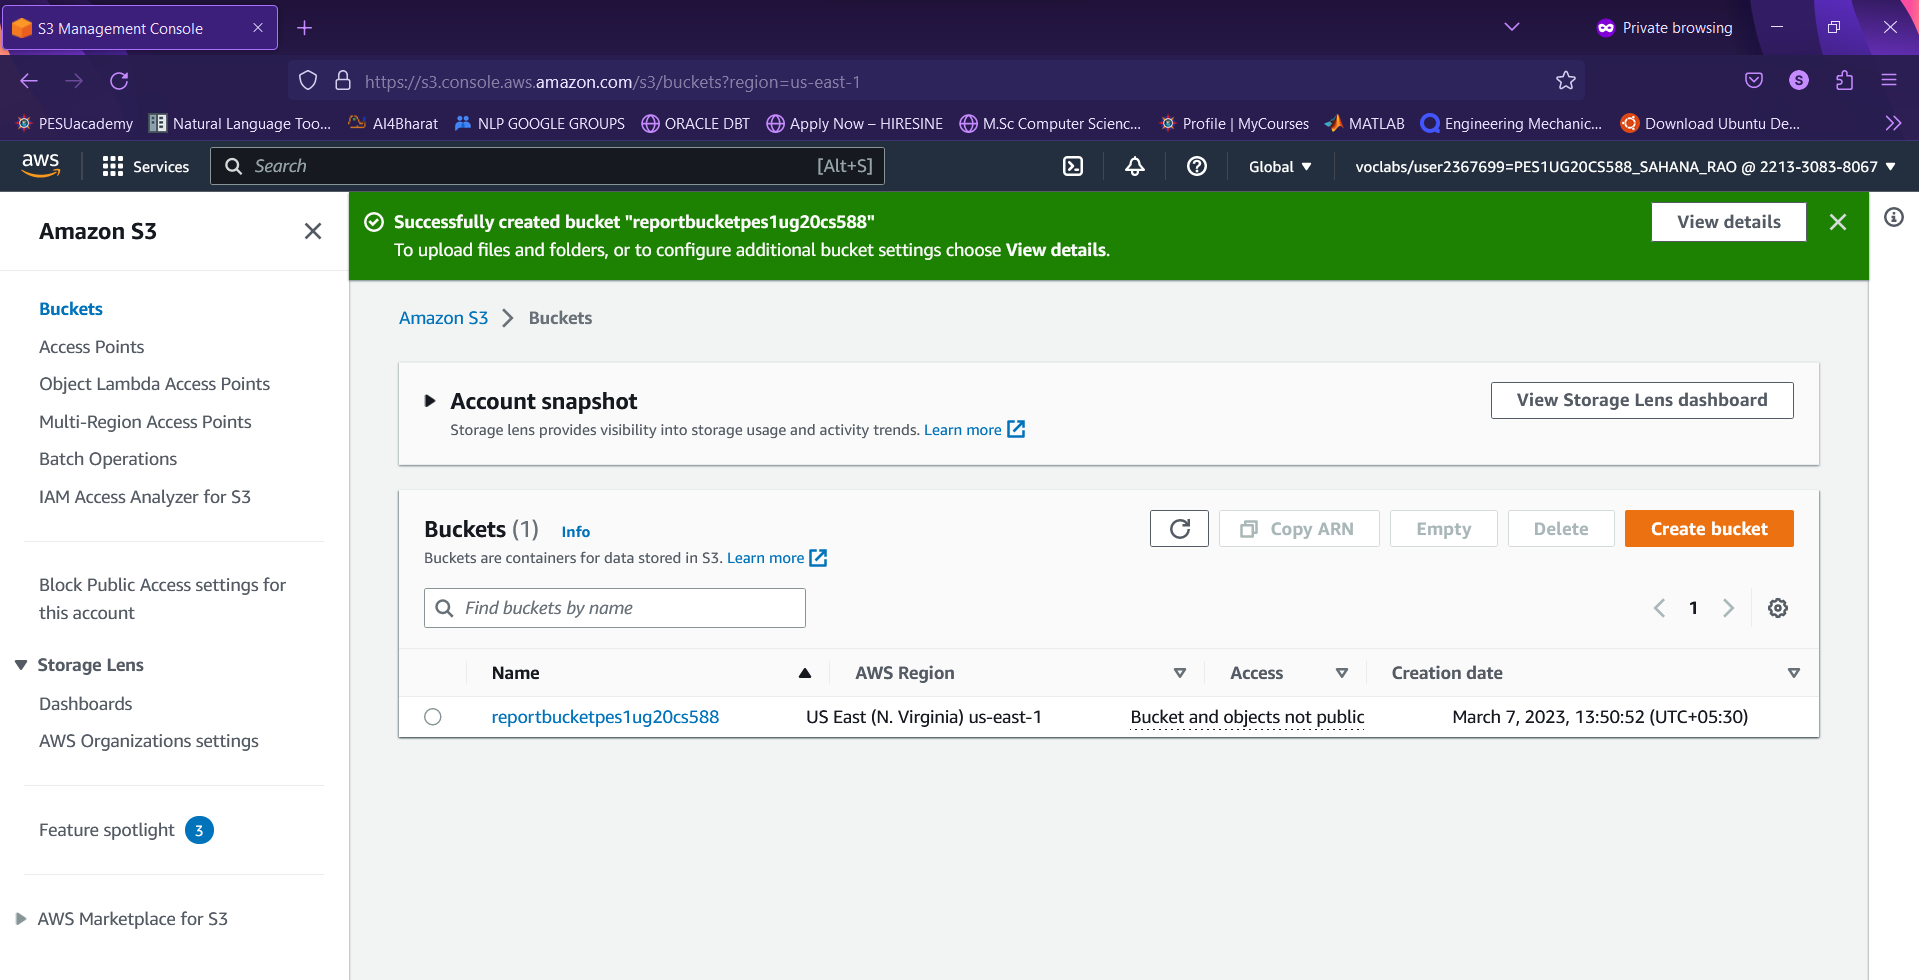 S3 Management Console
Private browsing
https://s3.console.aws.amazon.com/s3/buckets?region=us-east-1
S
PESUacademy
Natural Language Too...
AI4Bharat
NLP GOOGLE GROUPS
ORACLE DBT
Apply Now – HIRESINE
M.Sc Computer Scienc...
Profile | MyCourses
MATLAB
Engineering Mechanic...
Download Ubuntu De...
aws
Services
Search
[Alt+S]
Global
voclabs/user2367699=PES1UG20CS588_SAHANA_RAO @ 2213-3083-8067
Amazon S3
Buckets
Access Points
Object Lambda Access Points
Multi-Region Access Points
Batch Operations
IAM Access Analyzer for S3
Block Public Access settings for
this account
Storage Lens
Dashboards
AWS Organizations settings
Feature spotlight 3
AWS Marketplace for S3
Successfully created bucket "reportbucketpes1ug20cs588"
To upload files and folders, or to configure additional bucket settings choose View details.
View details
Amazon S3
Buckets
Account snapshot
Storage lens provides visibility into storage usage and activity trends. Learn more
View Storage Lens dashboard
Buckets (1) Info
Buckets are containers for data stored in S3. Learn more
Copy ARN
Empty
Delete
Create bucket
Find buckets by name
1
Name
AWS Region
Access
Creation date
reportbucketpes1ug20cs588
US East (N. Virginia) us-east-1
Bucket and objects not public
March 7, 2023, 13:50:52 (UTC+05:30)